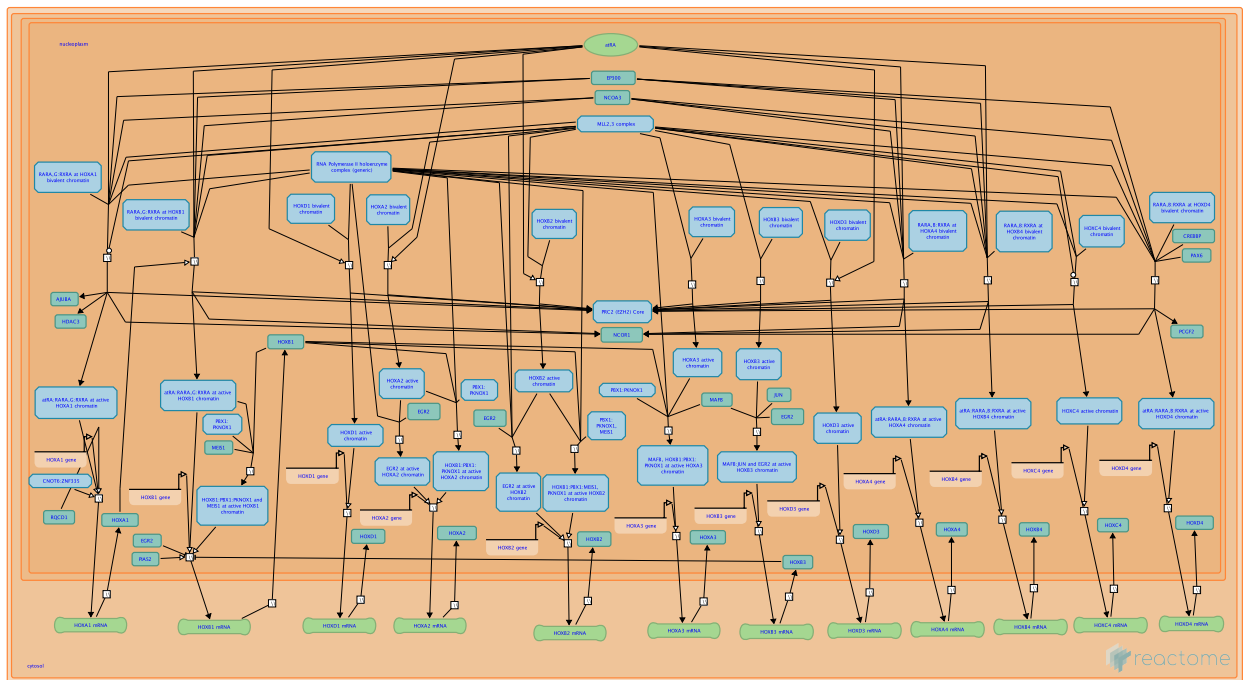 nucleoplasm
atRA
EP300
NCOA3
MLL2,3 complex
RNA Polymerase II holoenzyme
complex (generic)
RARA,G:RXRA at HOXA1
bivalent chromatin
RARA,G:RXRA at HOXB1
bivalent chromatin
HOXD1 bivalent
chromatin
HOXA2 bivalent
chromatin
HOXB2 bivalent
chromatin
HOXA3 bivalent
chromatin
HOXB3 bivalent
chromatin
HOXD3 bivalent
chromatin
RARA,B:RXRA at
HOXA4 bivalent
chromatin
RARA,B:RXRA at
HOXB4 bivalent
chromatin
HOXC4 bivalent
chromatin
RARA,B:RXRA at HOXD4
bivalent chromatin
CREBBP
PAX6
AJUBA
HDAC3
PRC2 (EZH2) Core
NCOR1
PCGF2
HOXB1
atRA:RARA,G:RXRA at active
HOXA1 chromatin
atRA:RARA,G:RXRA at active
HOXB1 chromatin
PBX1:
PKNOX1
MEIS1
HOXD1 active
chromatin
HOXA2 active
chromatin
EGR2
PBX1:
PKNOX1
HOXB2 active
chromatin
EGR2
PBX1:
PKNOX1,
MEIS1
PBX1:PKNOX1
HOXA3 active
chromatin
MAFB
HOXB3 active
chromatin
JUN
EGR2
HOXD3 active
chromatin
atRA:RARA,B:RXRA at active
HOXA4 chromatin
atRA:RARA,B:RXRA at active
HOXB4 chromatin
HOXC4 active chromatin
atRA:RARA,B:RXRA at active
HOXD4 chromatin
HOXA1 gene
CNOT6:ZNF335
RQCD1
HOXA1
HOXB1 gene
HOXB1:PBX1:PKNOX1 and
MEIS1 at active HOXB1
chromatin
EGR2
PIAS2
HOXD1 gene
HOXD1
EGR2 at active
HOXA2 chromatin
HOXB1:PBX1:
PKNOX1 at active
HOXA2 chromatin
HOXA2 gene
HOXA2
EGR2 at active
HOXB2
chromatin
HOXB1:PBX1:MEIS1,
PKNOX1 at active HOXB2
chromatin
HOXB2 gene
HOXB2
MAFB, HOXB1:PBX1:
PKNOX1 at active HOXA3
chromatin
HOXA3 gene
HOXA3
MAFB:JUN and EGR2 at active
HOXB3 chromatin
HOXB3 gene
HOXB3
HOXD3 gene
HOXD3
HOXA4 gene
HOXA4
HOXB4 gene
HOXB4
HOXC4 gene
HOXC4
HOXD4 gene
HOXD4
HOXA1 mRNA
HOXB1 mRNA
HOXD1 mRNA
HOXA2 mRNA
HOXB2 mRNA
HOXA3 mRNA
HOXB3 mRNA
HOXD3 mRNA
HOXA4 mRNA
HOXB4 mRNA
HOXC4 mRNA
HOXD4 mRNA
cytosol
reactome